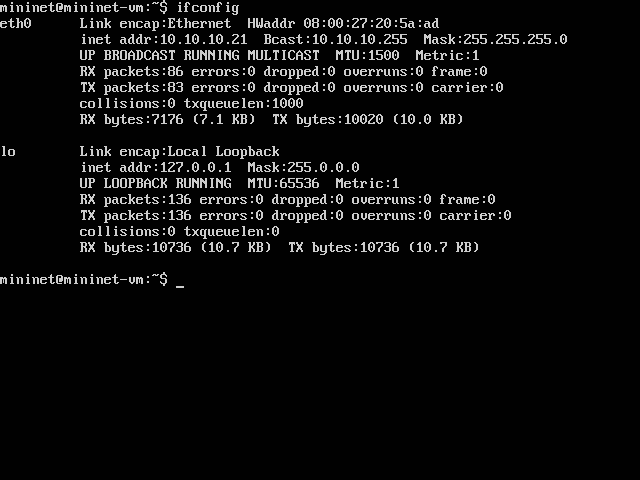 mininet@mininet-vm:~$ ifconfig
eth0      Link encap:Ethernet  HWaddr 08:00:27:20:5a:ad
          inet addr:10.10.10.21  Bcast:10.10.10.255  Mask:255.255.255.0
          UP BROADCAST RUNNING MULTICAST  MTU:1500  Metric:1
          RX packets:86 errors:0 dropped:0 overruns:0 frame:0
          TX packets:83 errors:0 dropped:0 overruns:0 carrier:0
          collisions:0 txqueuelen:1000
          RX bytes:7176 (7.1 KB)  TX bytes:10020 (10.0 KB)

lo        Link encap:Local Loopback
          inet addr:127.0.0.1  Mask:255.0.0.0
          UP LOOPBACK RUNNING  MTU:65536  Metric:1
          RX packets:136 errors:0 dropped:0 overruns:0 frame:0
          TX packets:136 errors:0 dropped:0 overruns:0 carrier:0
          collisions:0 txqueuelen:0
          RX bytes:10736 (10.7 KB)  TX bytes:10736 (10.7 KB)

mininet@mininet-vm:~$ _